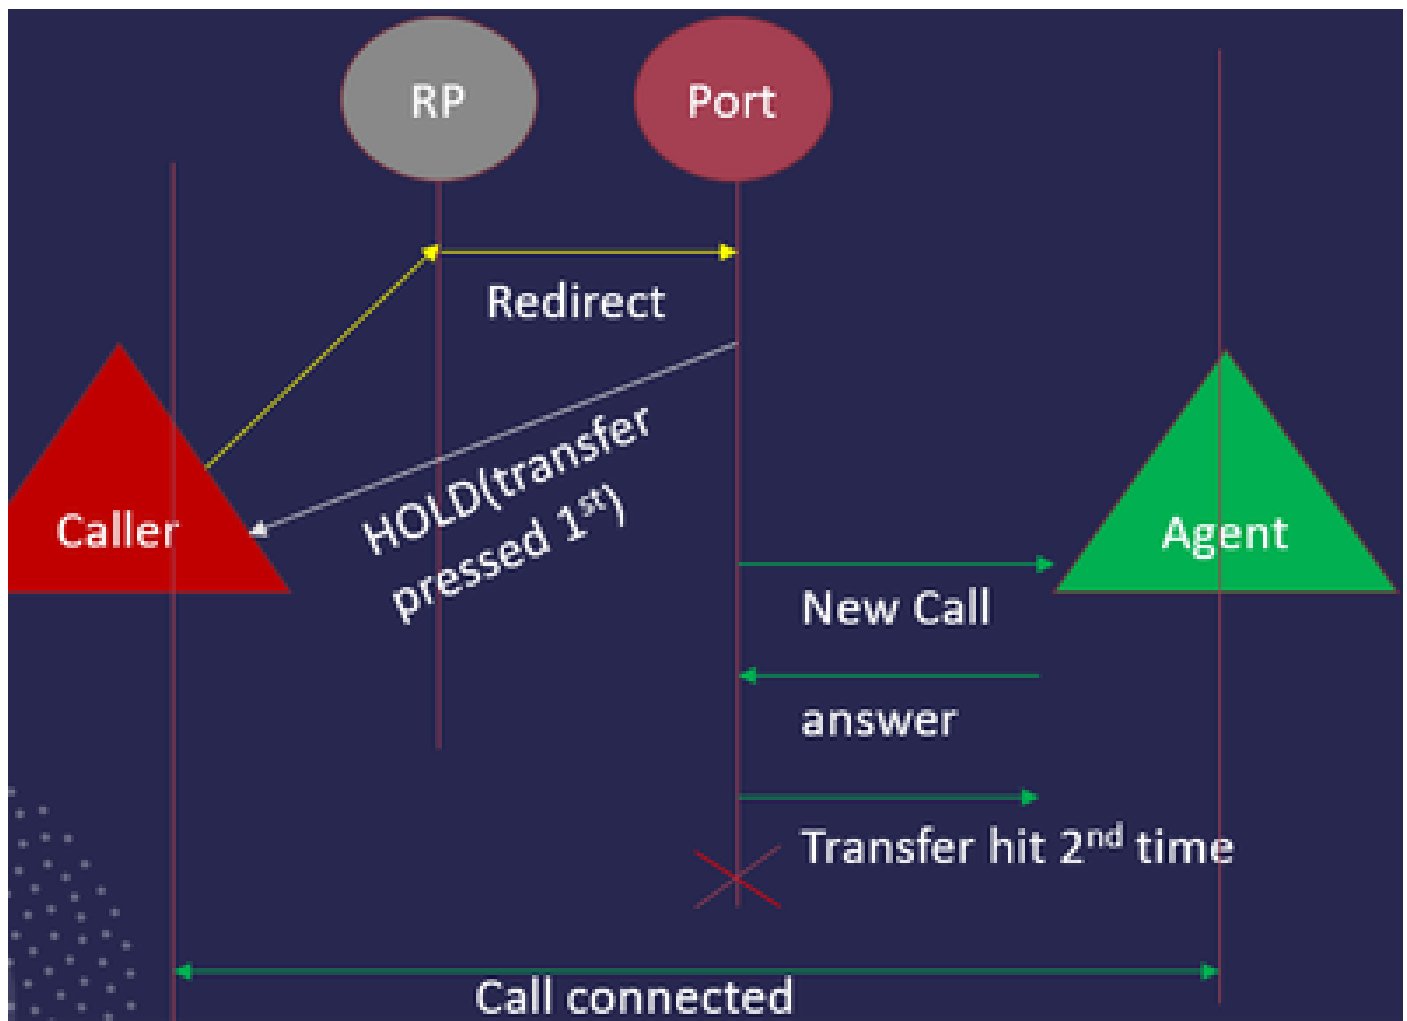 RP
Port
Redirect
HOLD(transfer
pressed 1st)
Caller
Agent
New Call
answer
Transfer hit 2nd time
Call connected